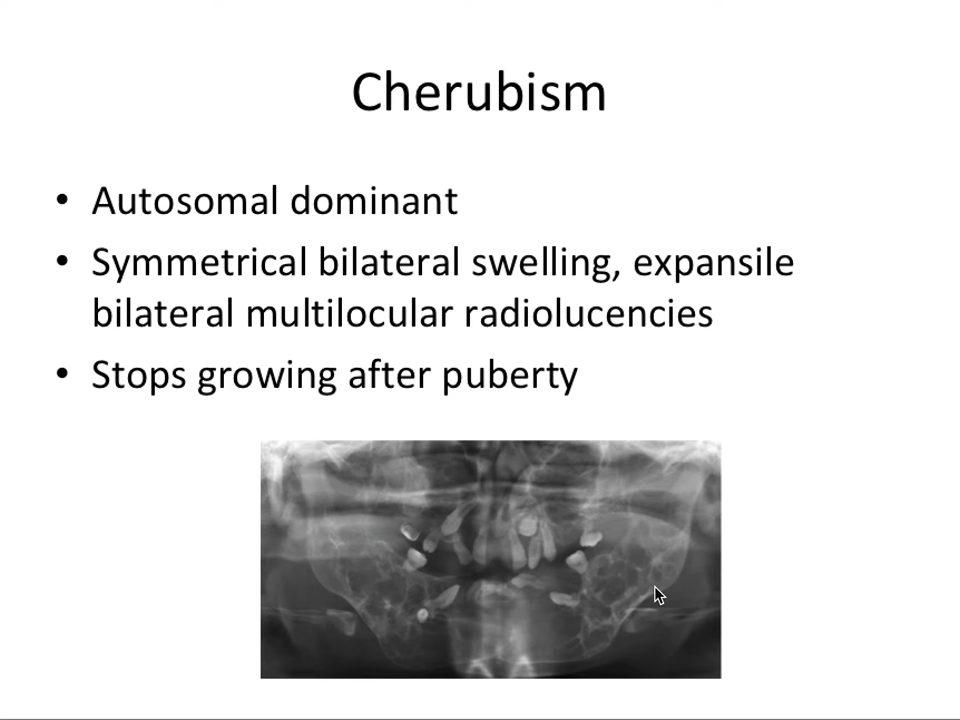 Cherubism
• Autosomal dominant
• Symmetrical bilateral swelling, expansile
bilateral multilocular radiolucencies
• Stops growing after puberty